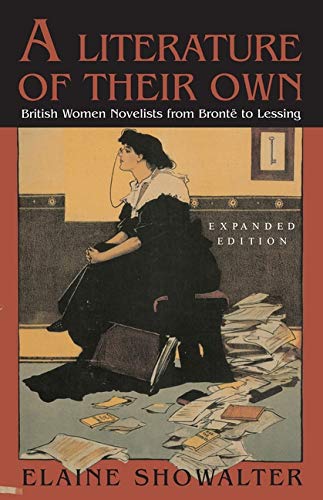 A LITERATURE
OF THEIR OWN
British Women Novelists from Brontë to Lessing
EXPANDED
EDITION
ELAINE SHOWALTER